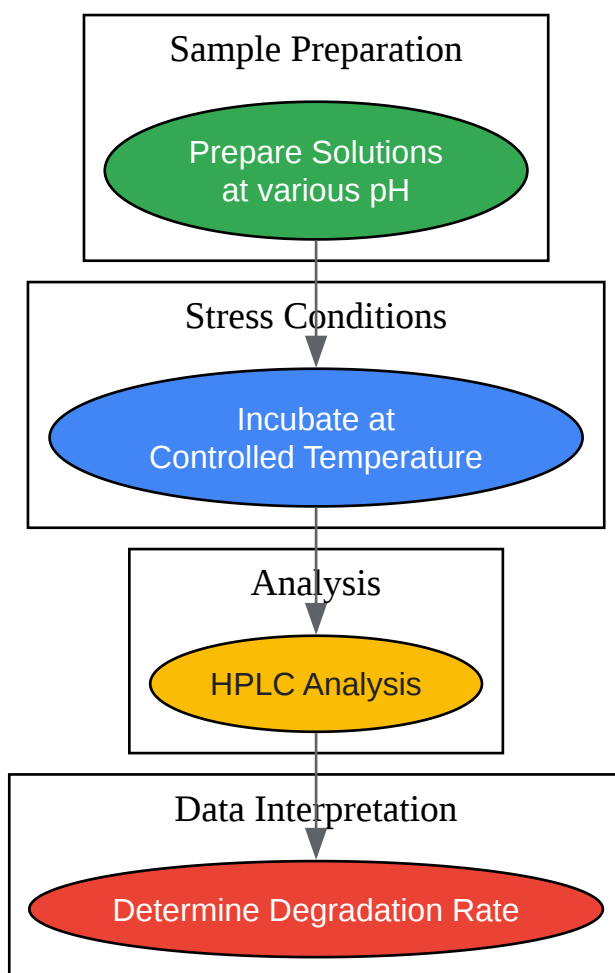 Sample Preparation
Prepare Solutions
at various pH
Stress Conditions
Incubate at
Controlled Temperature
Analysis
HPLC Analysis
Data Interpretation
Determine Degradation Rate